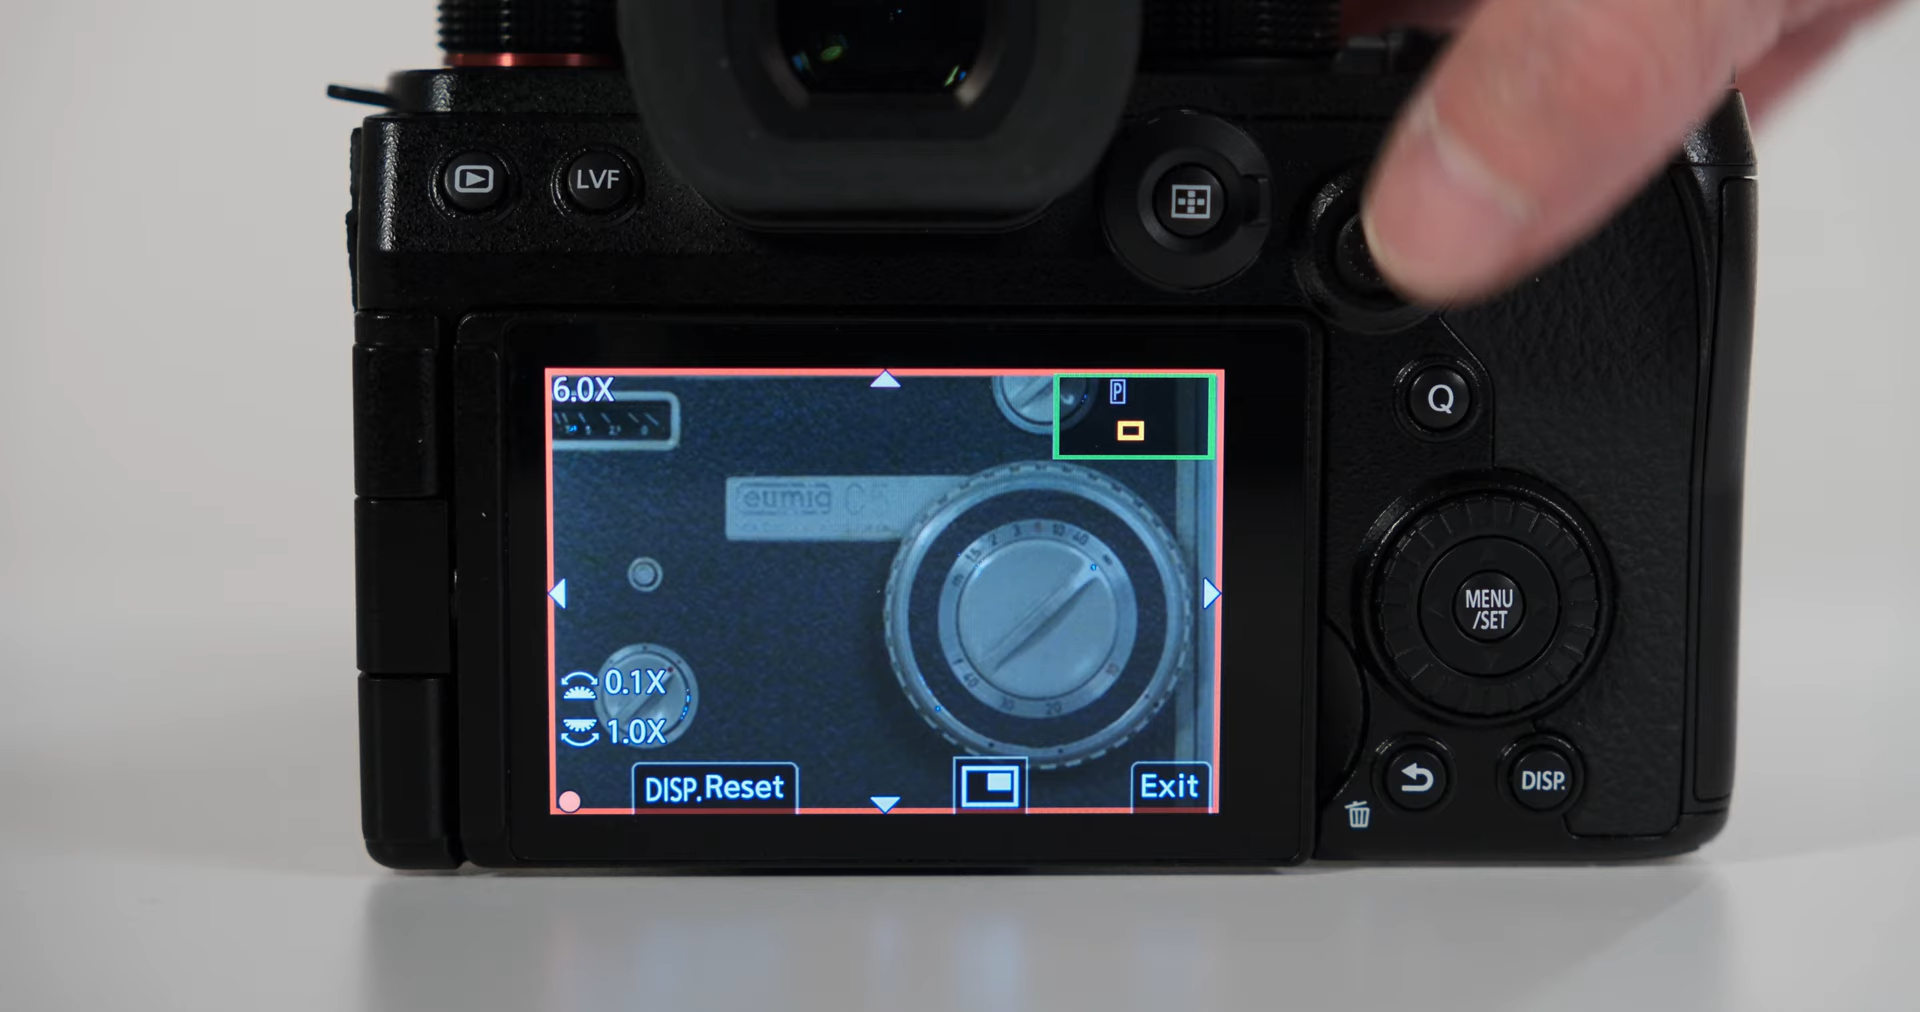 LVF
6.0X
P
eumig
Q
MENU
/SET
0.1X
1.0X
DISP.Reset
Exit
DISP.